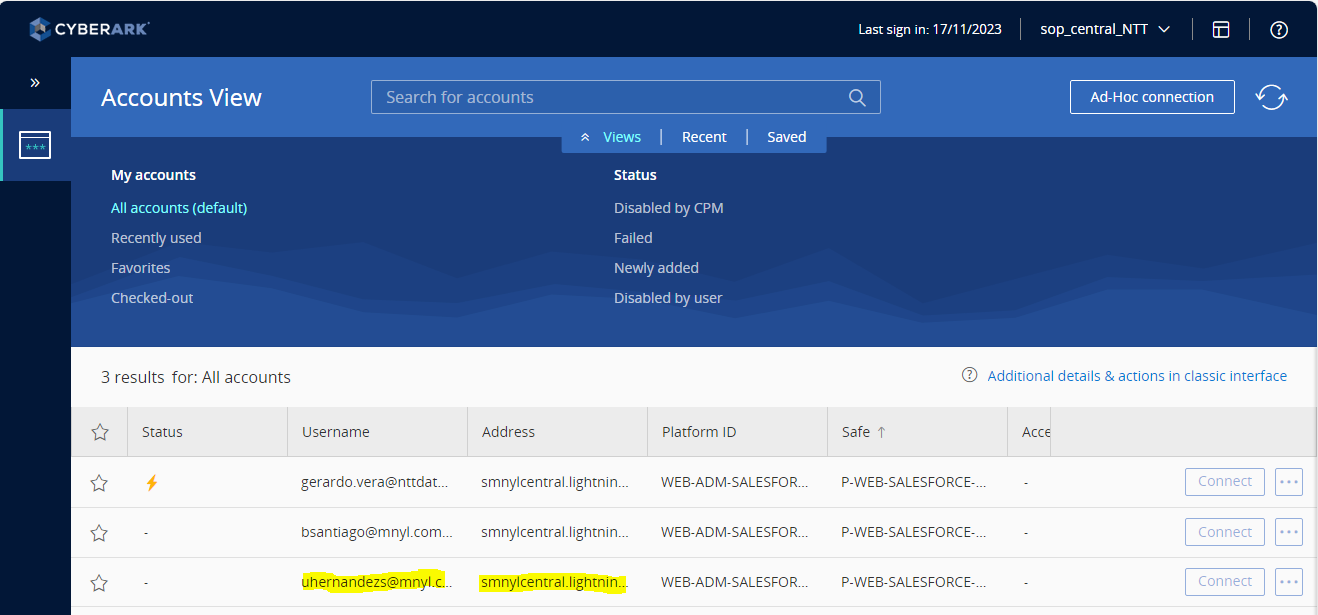 CYBERARK
Last sign in: 17/11/2023
sop_central_NTT
Accounts View
Search for accounts
Ad-Hoc connection
Views | Recent | Saved
My accounts
All accounts (default)
Recently used
Favorites
Checked-out
Status
Disabled by CPM
Failed
Newly added
Disabled by user
3 results for: All accounts
Additional details & actions in classic interface
Status Username Address Platform ID Safe ↑ Acce
gerardo.vera@nttdat... smnylcentral.lightnin... WEB-ADM-SALESFOR... P-WEB-SALESFORCE-... - Connect ...
- bsantiago@mnyl.com... smnylcentral.lightnin... WEB-ADM-SALESFOR... P-WEB-SALESFORCE-... - Connect ...
- uhernandezs@mnyl.c... smnylcentral.lightnin... WEB-ADM-SALESFOR... P-WEB-SALESFORCE-... - Connect ...